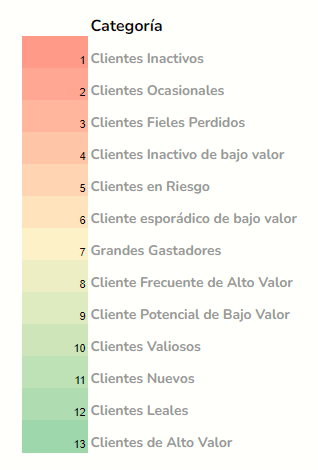 Categoría
1 Clientes Inactivos
2 Clientes Ocasionales
3 Clientes Fieles Perdidos
4 Clientes Inactivo de bajo valor
5 Clientes en Riesgo
6 Cliente esporádico de bajo valor
7 Grandes Gastadores
8 Cliente Frecuente de Alto Valor
9 Cliente Potencial de Bajo Valor
10 Clientes Valiosos
11 Clientes Nuevos
12 Clientes Leales
13 Clientes de Alto Valor